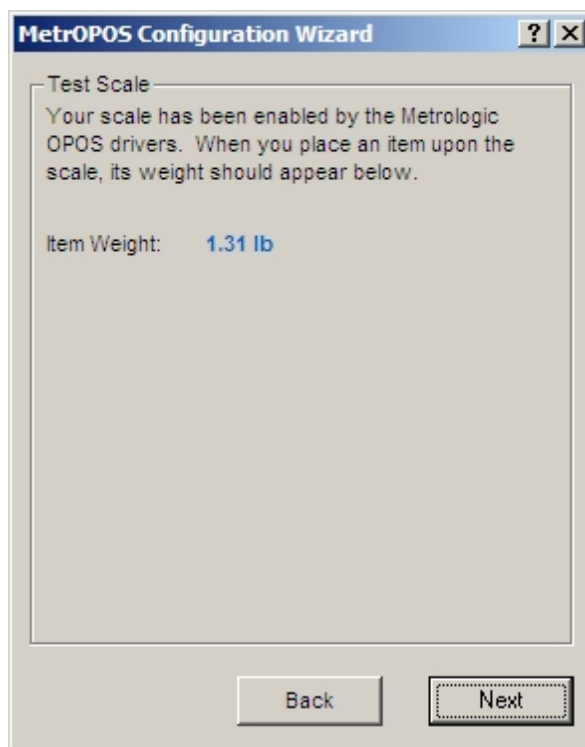 MetrOPOS Configuration Wizard
Test Scale
Your scale has been enabled by the Metrologic
OPOS drivers. When you place an item upon the
scale, its weight should appear below.
Item Weight: 1.31 lb
Back Next